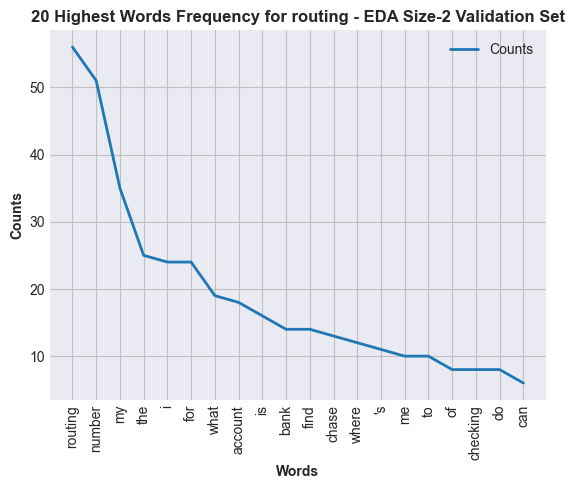 20 Highest Words Frequency for routing - EDA Size-2 Validation Set
Counts
50
40
30
20
10
Counts
routing
number
my
the
i
for
what
account
is
bank
find
chase
where
's
me
to
of
checking
do
can
Words